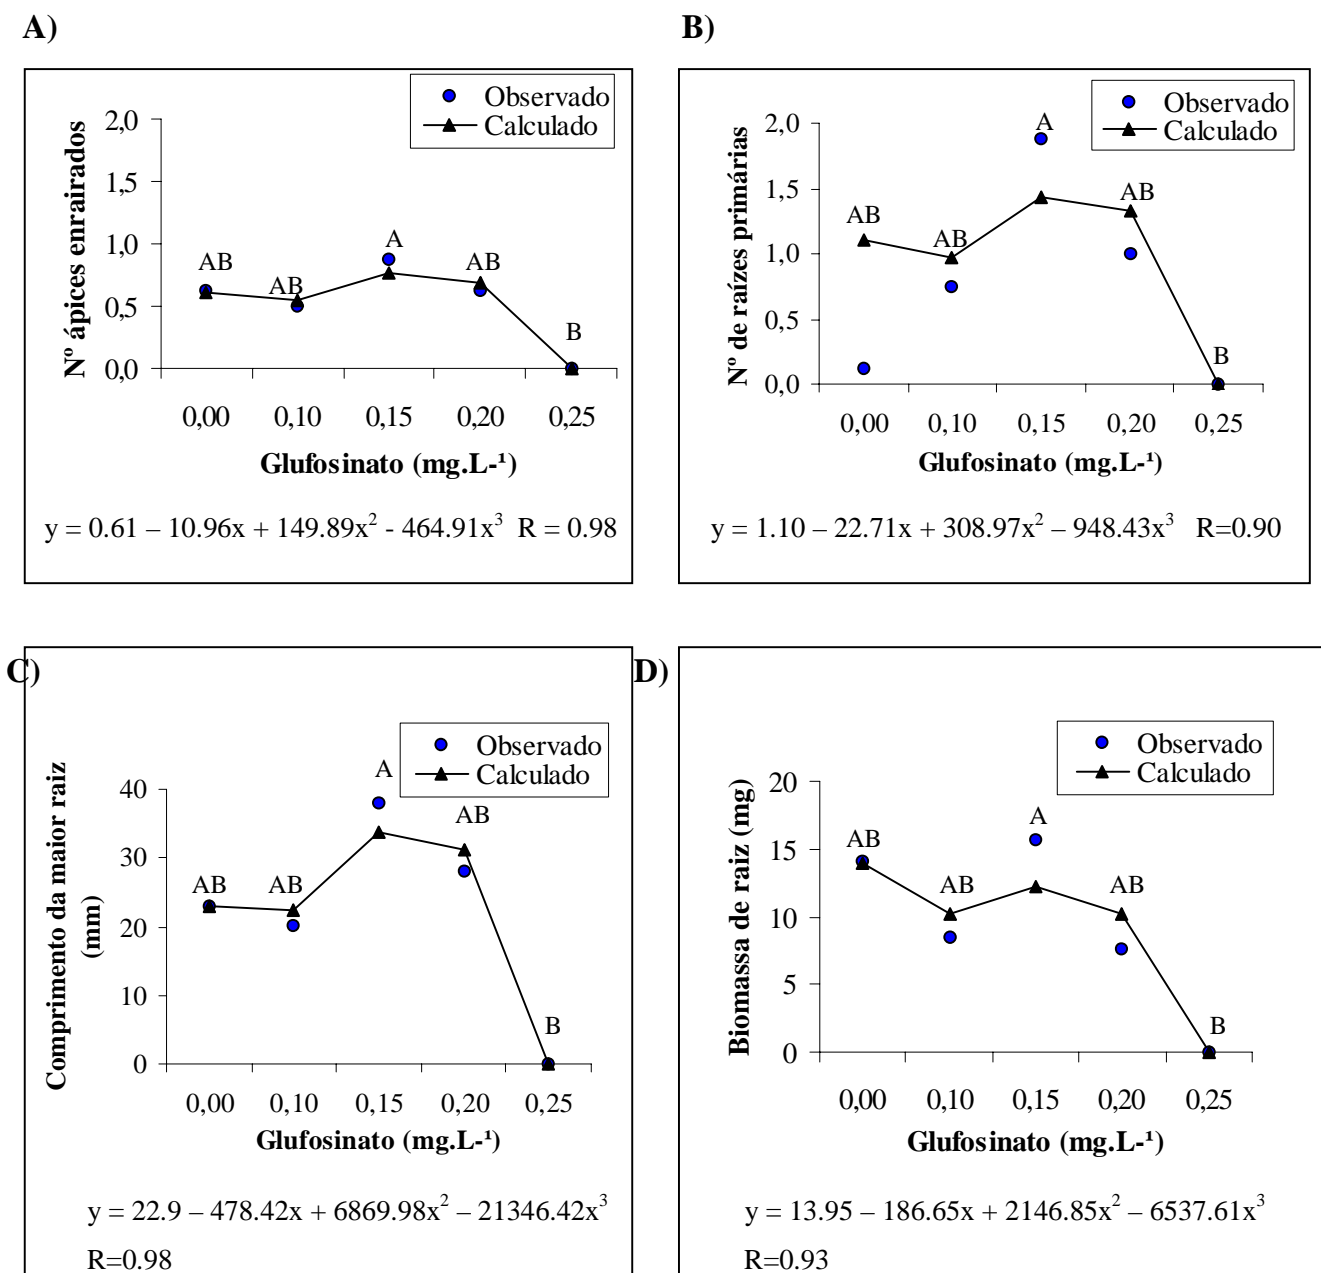 A)
Observado
Calculado
Nº ápices enrairados
2,0
1,5
1,0
0,5
0,0
AB
AB
A
AB
B
0,00 0,10 0,15 0,20 0,25
Glufosinato (mg.L-¹)
y = 0.61 – 10.96x + 149.89x² - 464.91x³ R = 0.98
B)
Observado
Calculado
Nº de raízes primárias
2,0
1,5
1,0
0,5
0,0
AB
AB
A
AB
B
0,00 0,10 0,15 0,20 0,25
Glufosinato (mg.L-¹)
y = 1.10 – 22.71x + 308.97x² – 948.43x³ R=0.90
C)
Observado
Calculado
Comprimento da maior raiz
(mm)
40
30
20
10
0
AB
AB
A
AB
B
0,00 0,10 0,15 0,20 0,25
Glufosinato (mg.L-¹)
y = 22.9 – 478.42x + 6869.98x² – 21346.42x³
R=0.98
D)
Observado
Calculado
Biomassa de raiz (mg)
20
15
10
5
0
AB
AB
A
AB
B
0,00 0,10 0,15 0,20 0,25
Glufosinato (mg.L-¹)
y = 13.95 – 186.65x + 2146.85x² – 6537.61x³
R=0.93